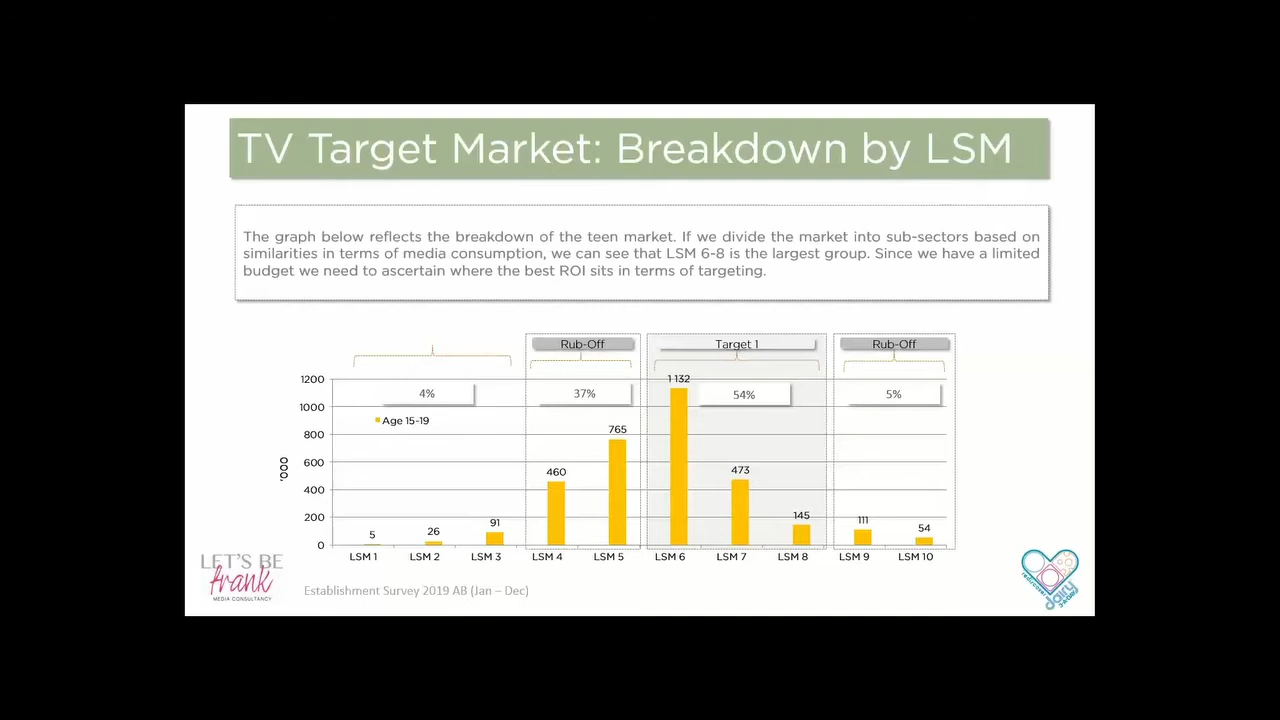 TV Target Market: Breakdown by LSM
The graph below reflects the breakdown of the teen market. If we divide the market into sub-sectors based on
similarities in terms of media consumption, we can see that LSM 6-8 is the largest group. Since we have a limited
budget we need to ascertain where the best ROI sits in terms of targeting.
Rub-Off
Target 1
Rub-Off
4%
37%
54%
5%
Age 15-19
1200
1000
800
600
400
200
0
'000
5
26
91
460
765
1 132
473
145
111
54
LSM 1
LSM 2
LSM 3
LSM 4
LSM 5
LSM 6
LSM 7
LSM 8
LSM 9
LSM 10
LET'S BE
frank
MEDIA CONSULTANCY
Establishment Survey 2019 AB (Jan – Dec)
rediscover
dairy